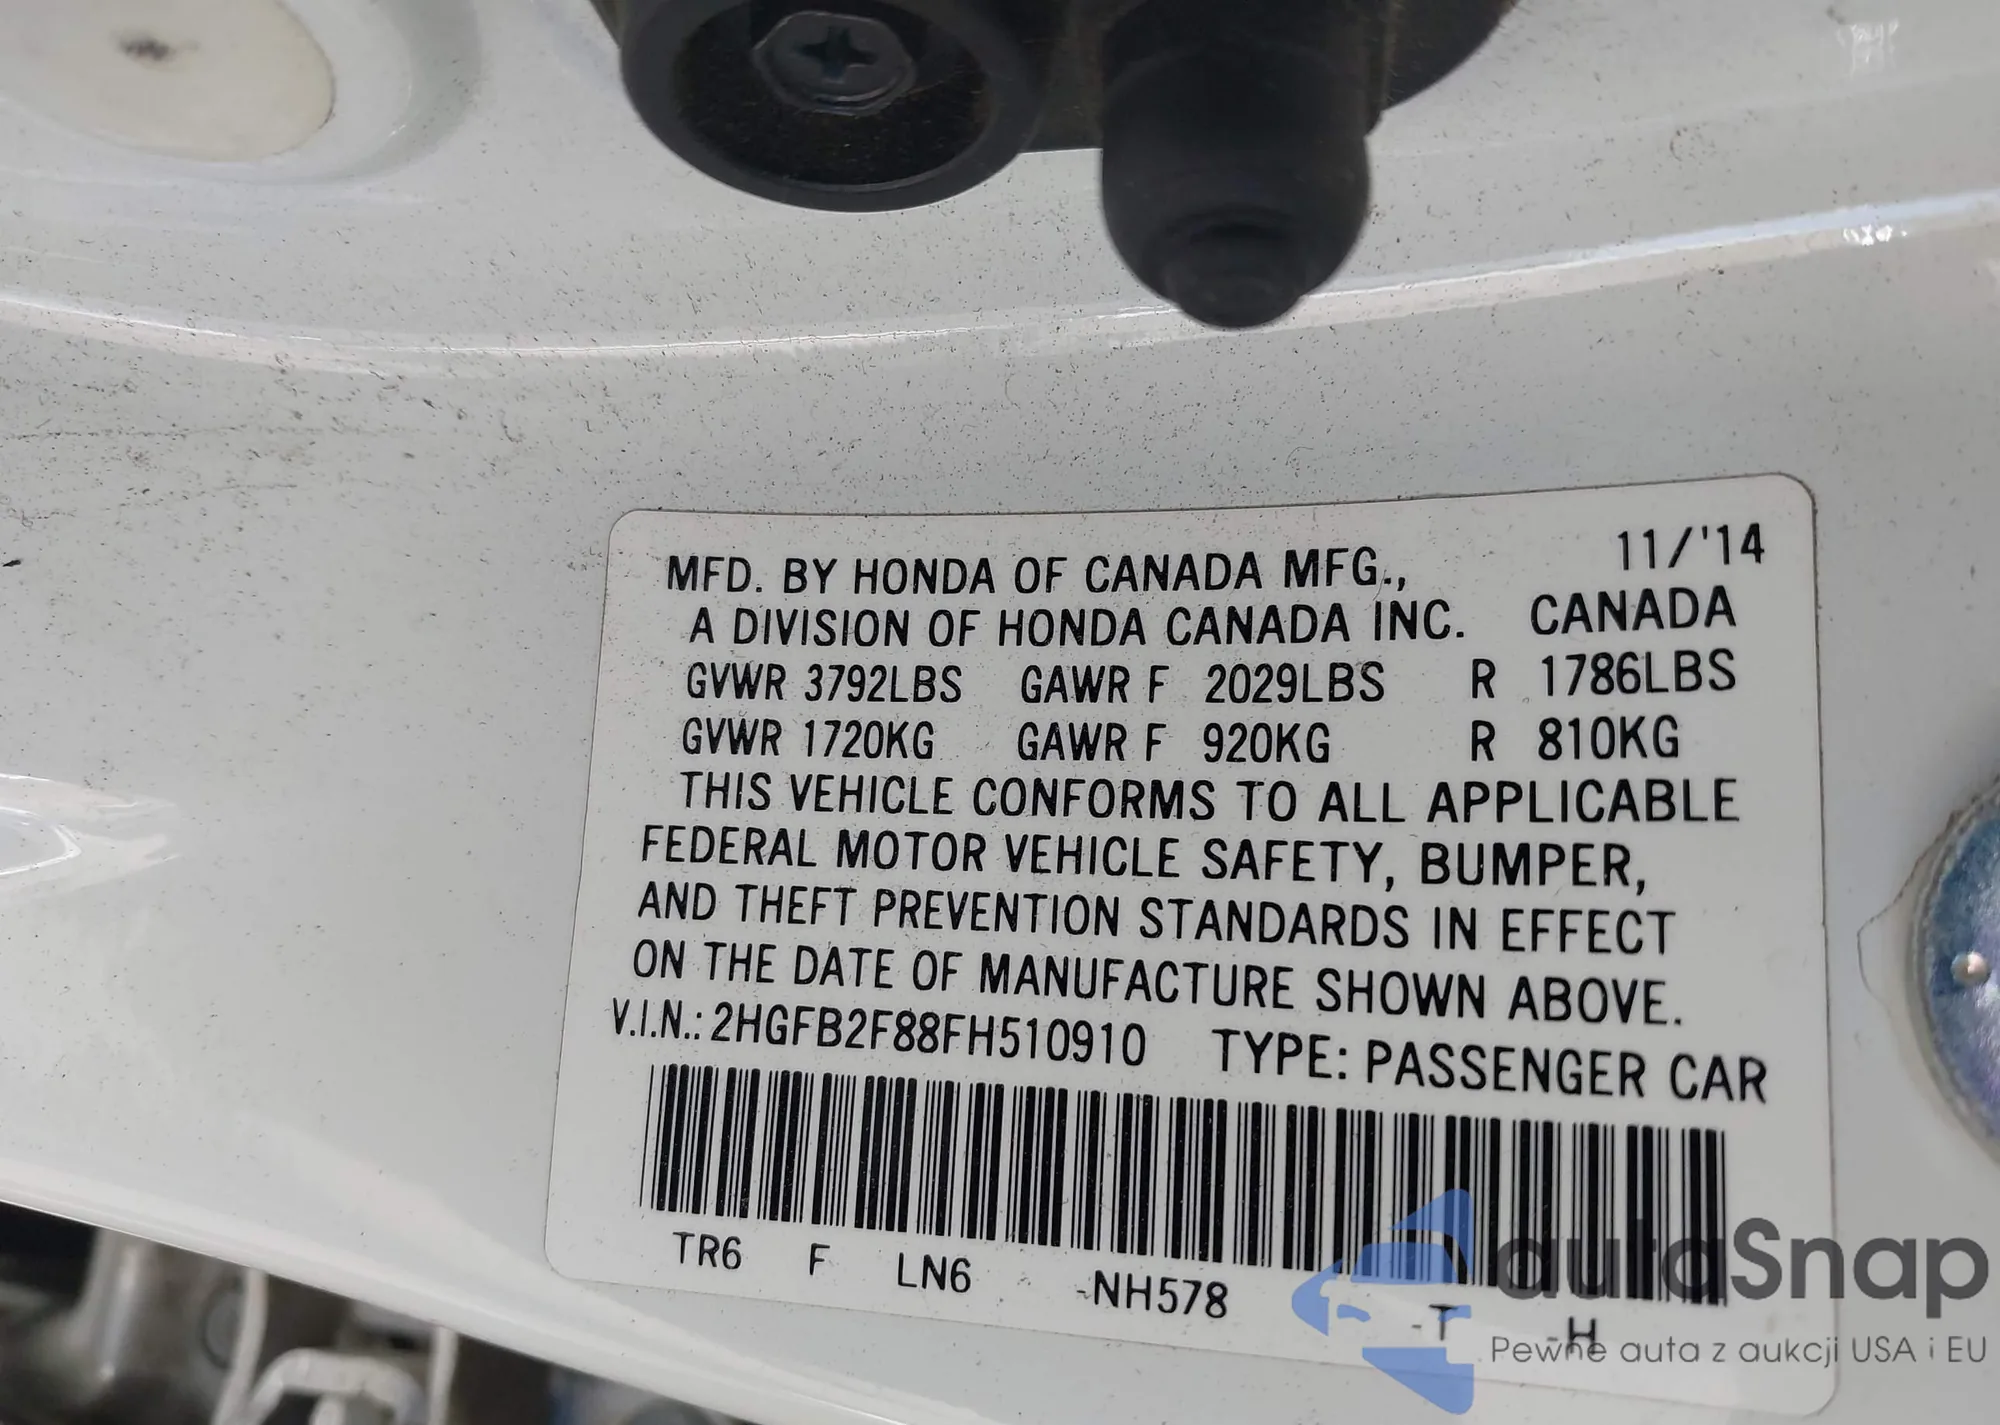 11/'14
MFD. BY HONDA OF CANADA MFG.,
A DIVISION OF HONDA CANADA INC. CANADA
GVWR 3792LBS GAWR F 2029LBS R 1786LBS
GVWR 1720KG GAWR F 920KG R 810KG
THIS VEHICLE CONFORMS TO ALL APPLICABLE
FEDERAL MOTOR VEHICLE SAFETY, BUMPER,
AND THEFT PREVENTION STANDARDS IN EFFECT
ON THE DATE OF MANUFACTURE SHOWN ABOVE.
V.I.N.: 2HGFB2F88FH510910 TYPE: PASSENGER CAR
TR6 F LN6 -NH578 -T -H
autaSnap
Pewne auta z aukcji USA i EU